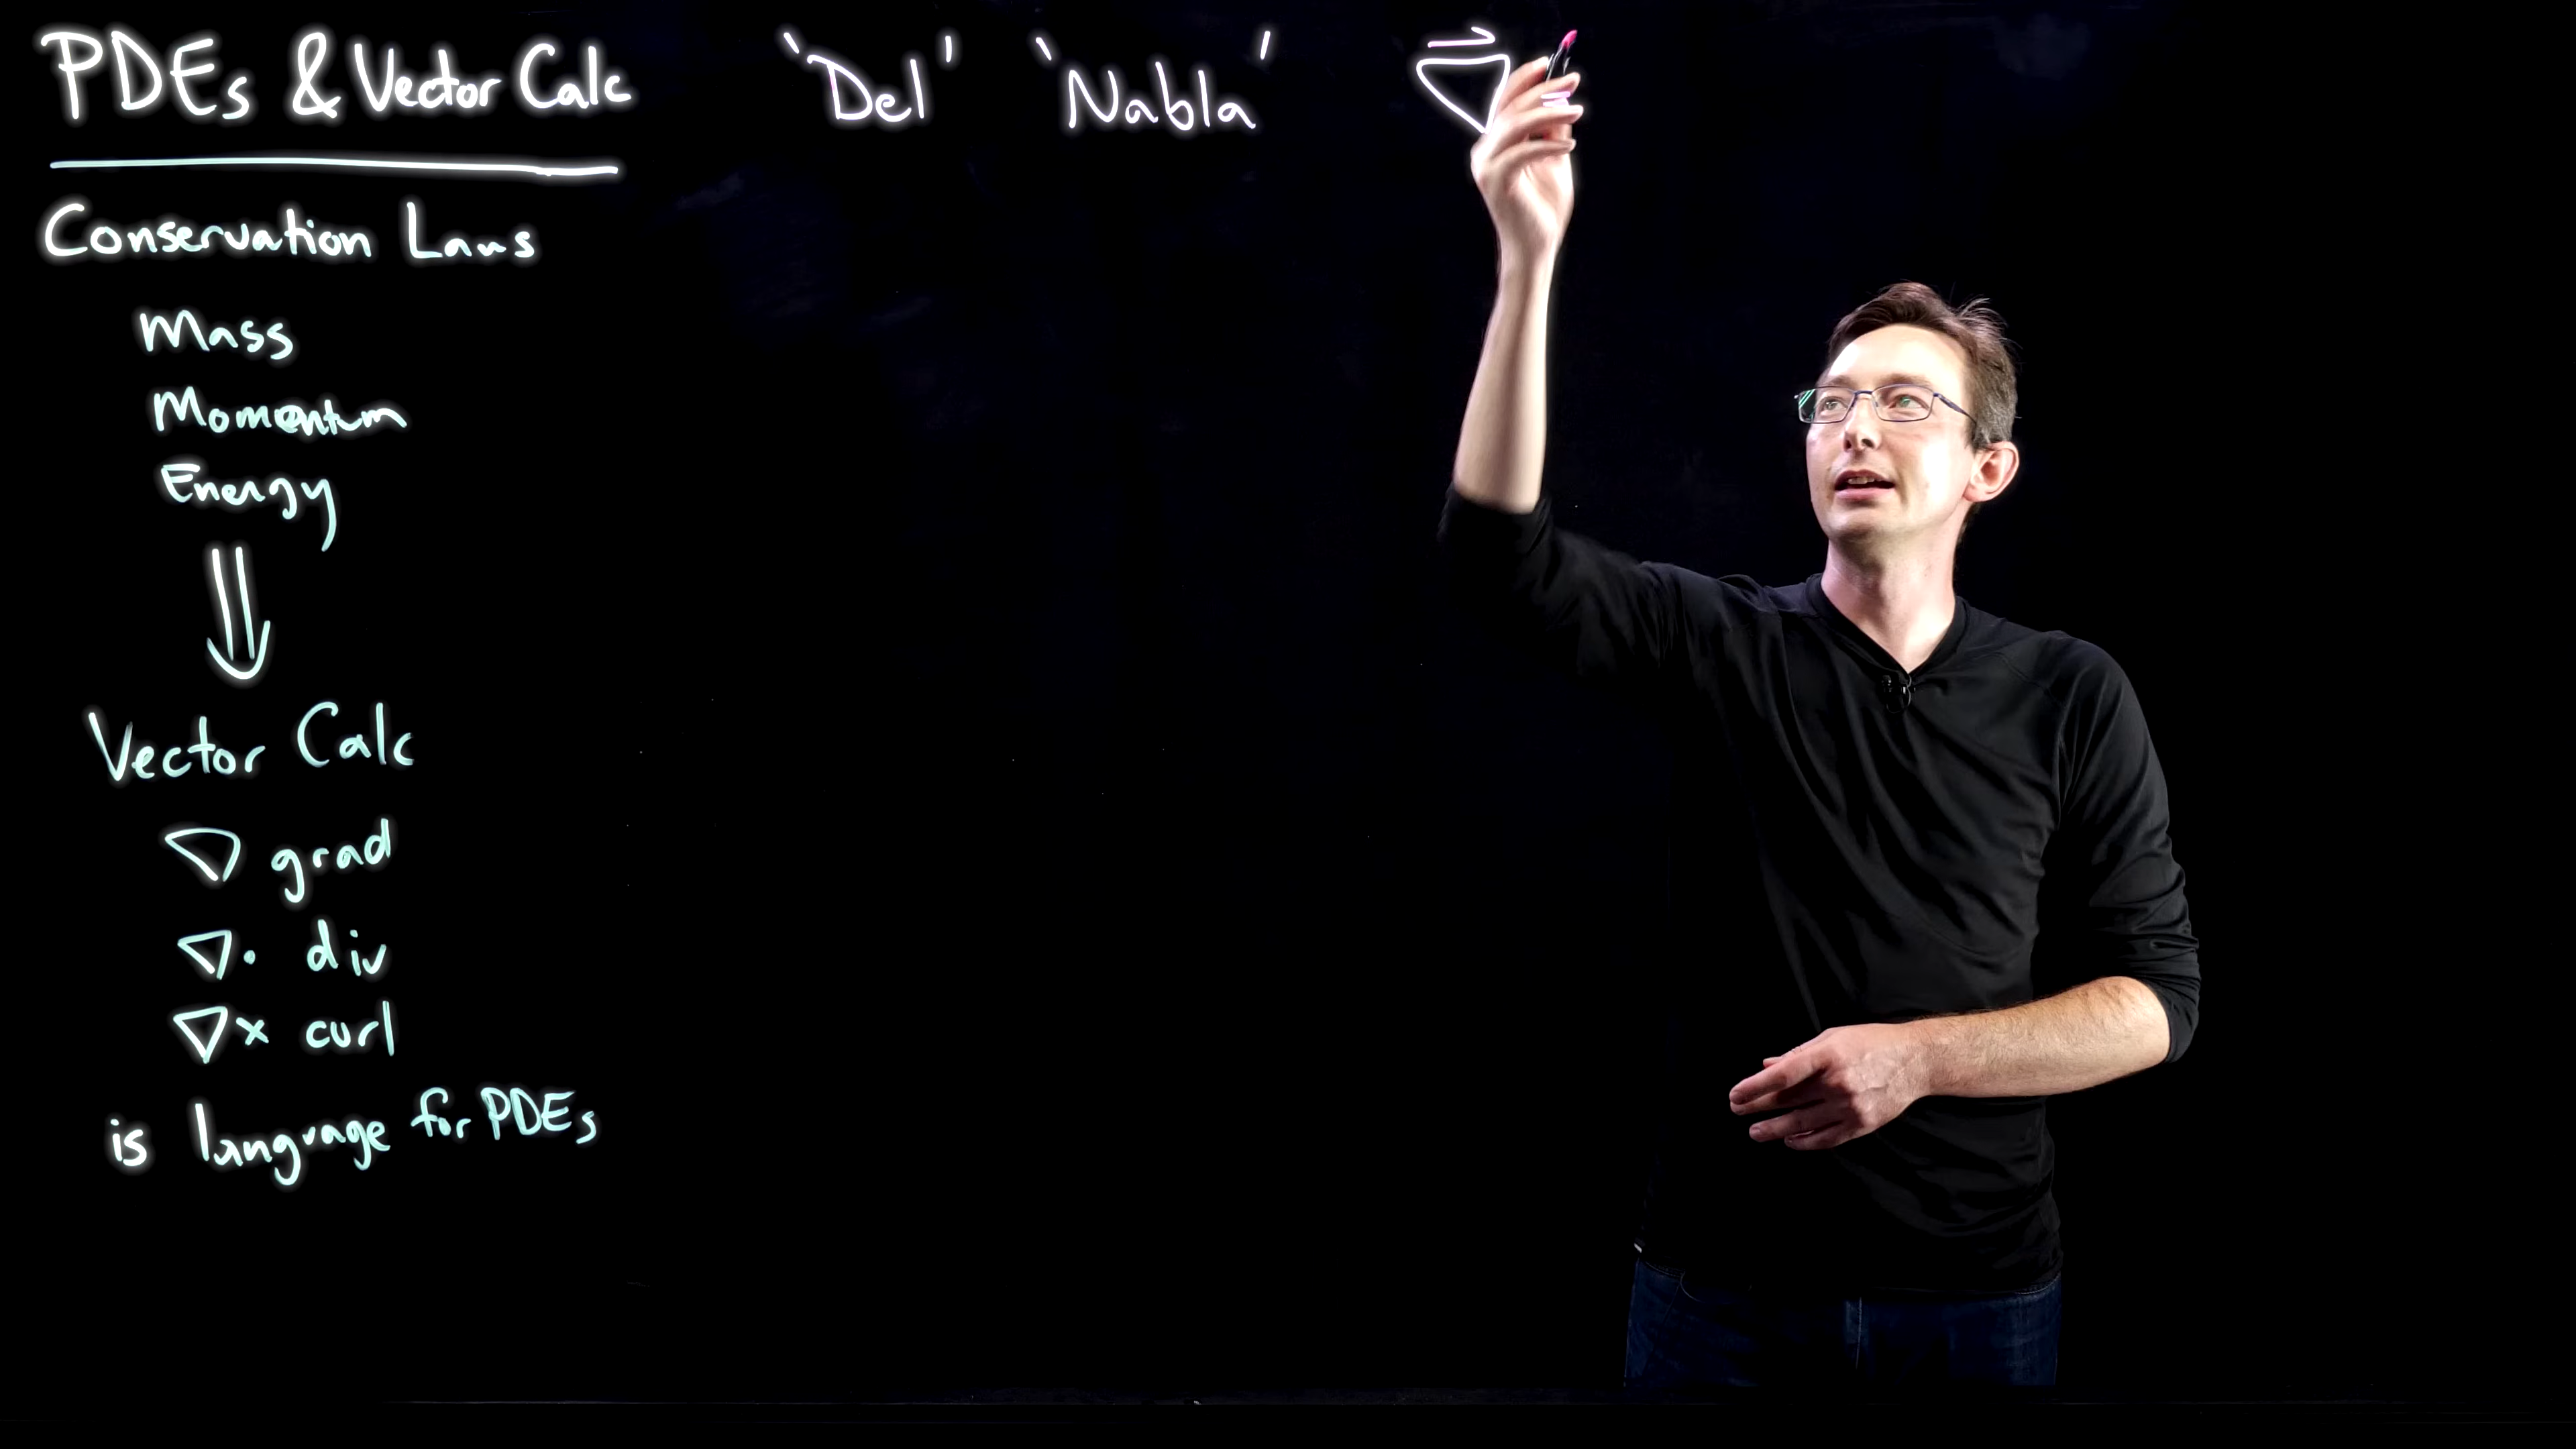 PDEs & Vector Calc
'Del' 'Nabla' ∇⃗
Conservation Laws
Mass
Momentum
Energy
⇓
Vector Calc
∇ grad
∇· div
∇× curl
is language for PDEs